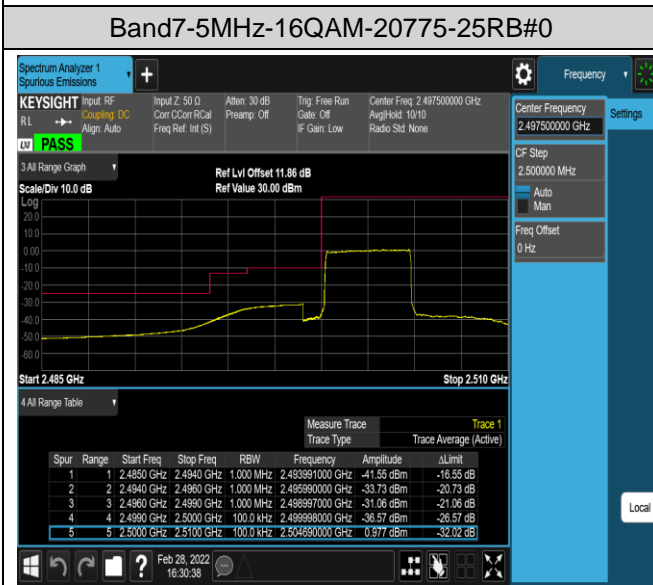 Band7-5MHz-16QAM-20775-25RB#0
Spectrum Analyzer 1
Spurious Emissions
+
Frequency
KEYSIGHT
Input: RF
Input Z: 50 Ω
Atten: 30 dB
Trig: Free Run
Center Freq: 2.497500000 GHz
RL
Coupling: DC
Corr CCorr RCal
Preamp: Off
Gate: Off
Avg|Hold: 10/10
Align: Auto
Freq Ref: Int (S)
IF Gain: Low
Radio Std: None
LXI PASS
Center Frequency
2.497500000 GHz
Settings
CF Step
2.500000 MHz
Auto
Man
Freq Offset
0 Hz
3 All Range Graph
Ref Lvl Offset 11.86 dB
Scale/Div 10.0 dB
Ref Value 30.00 dBm
Log
20.0
10.0
0.00
-10.0
-20.0
-30.0
-40.0
-50.0
-60.0
Start 2.485 GHz
Stop 2.510 GHz
4 All Range Table
Measure Trace Trace 1
Trace Type Trace Average (Active)
Spur Range Start Freq Stop Freq RBW Frequency Amplitude ΔLimit
1 1 2.4850 GHz 2.4940 GHz 1.000 MHz 2.493991000 GHz -41.55 dBm -16.55 dB
2 2 2.4940 GHz 2.4960 GHz 1.000 MHz 2.495990000 GHz -33.73 dBm -20.73 dB
3 3 2.4960 GHz 2.4990 GHz 1.000 MHz 2.498997000 GHz -31.06 dBm -21.06 dB
4 4 2.4990 GHz 2.5000 GHz 100.0 kHz 2.499998000 GHz -36.57 dBm -26.57 dB
5 5 2.5000 GHz 2.5100 GHz 100.0 kHz 2.504690000 GHz 0.977 dBm -32.02 dB
Local
?
Feb 28, 2022
16:30:38